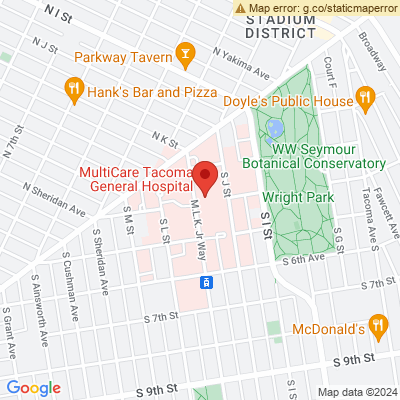 Map error: g.co/staticmaperror
N I St
STADIUM
DISTRICT
N J St
Parkway Tavern
N Yakima Ave
Broadway
Court F
Hank's Bar and Pizza
Doyle's Public House
N 7th St
N K St
WW Seymour
Botanical Conservatory
MultiCare Tacoma
General Hospital
S J St
Wright Park
N Sheridan Ave
S M St
S L St
M.L.K. Jr Way
S I St
S G St
Fawcett Ave
Tacoma Ave S
S Sheridan Ave
S Cushman Ave
S Ainsworth Ave
S Grant Ave
S 6th Ave
S 7th St
S 7th St
McDonald's
S 9th St
S 9th St
Google
Map data ©2024